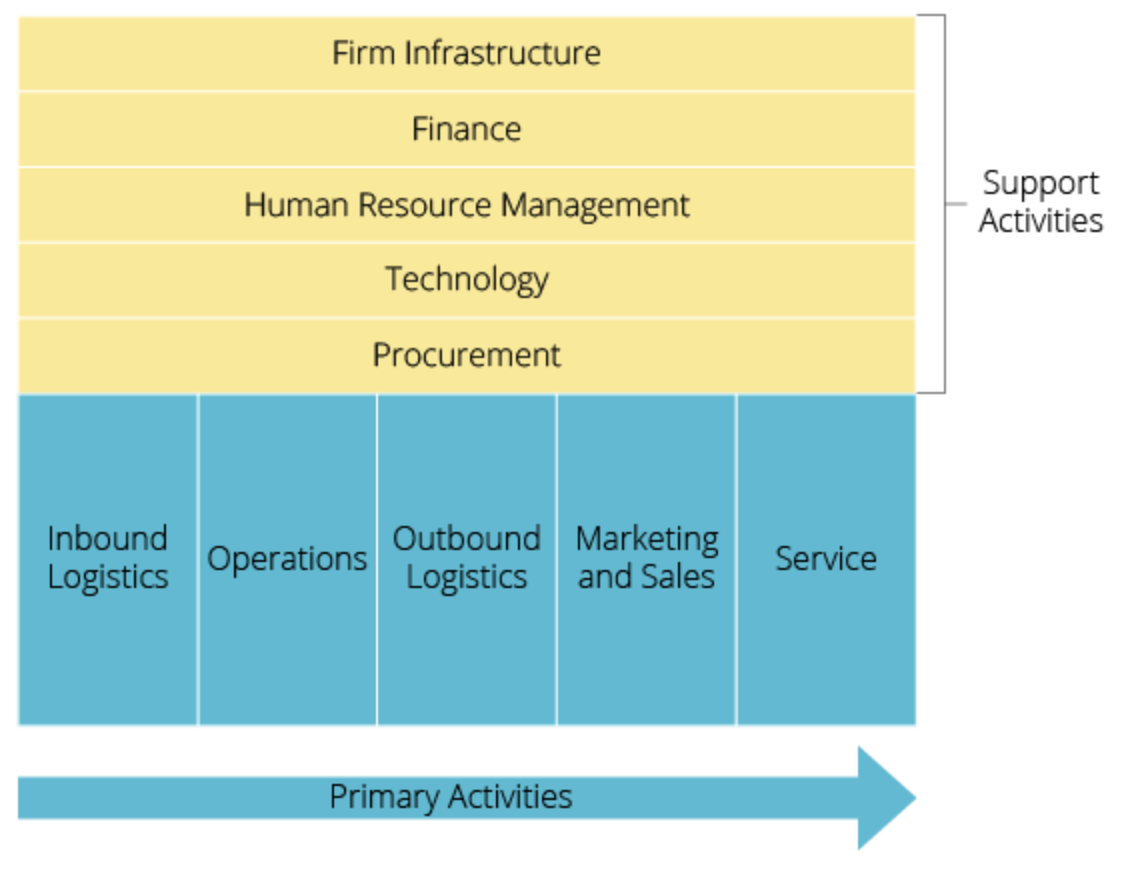 Firm Infrastructure
Finance
Human Resource Management
Technology
Procurement
Support
Activities
Inbound
Logistics
Operations
Outbound
Logistics
Marketing
and Sales
Service
Primary Activities